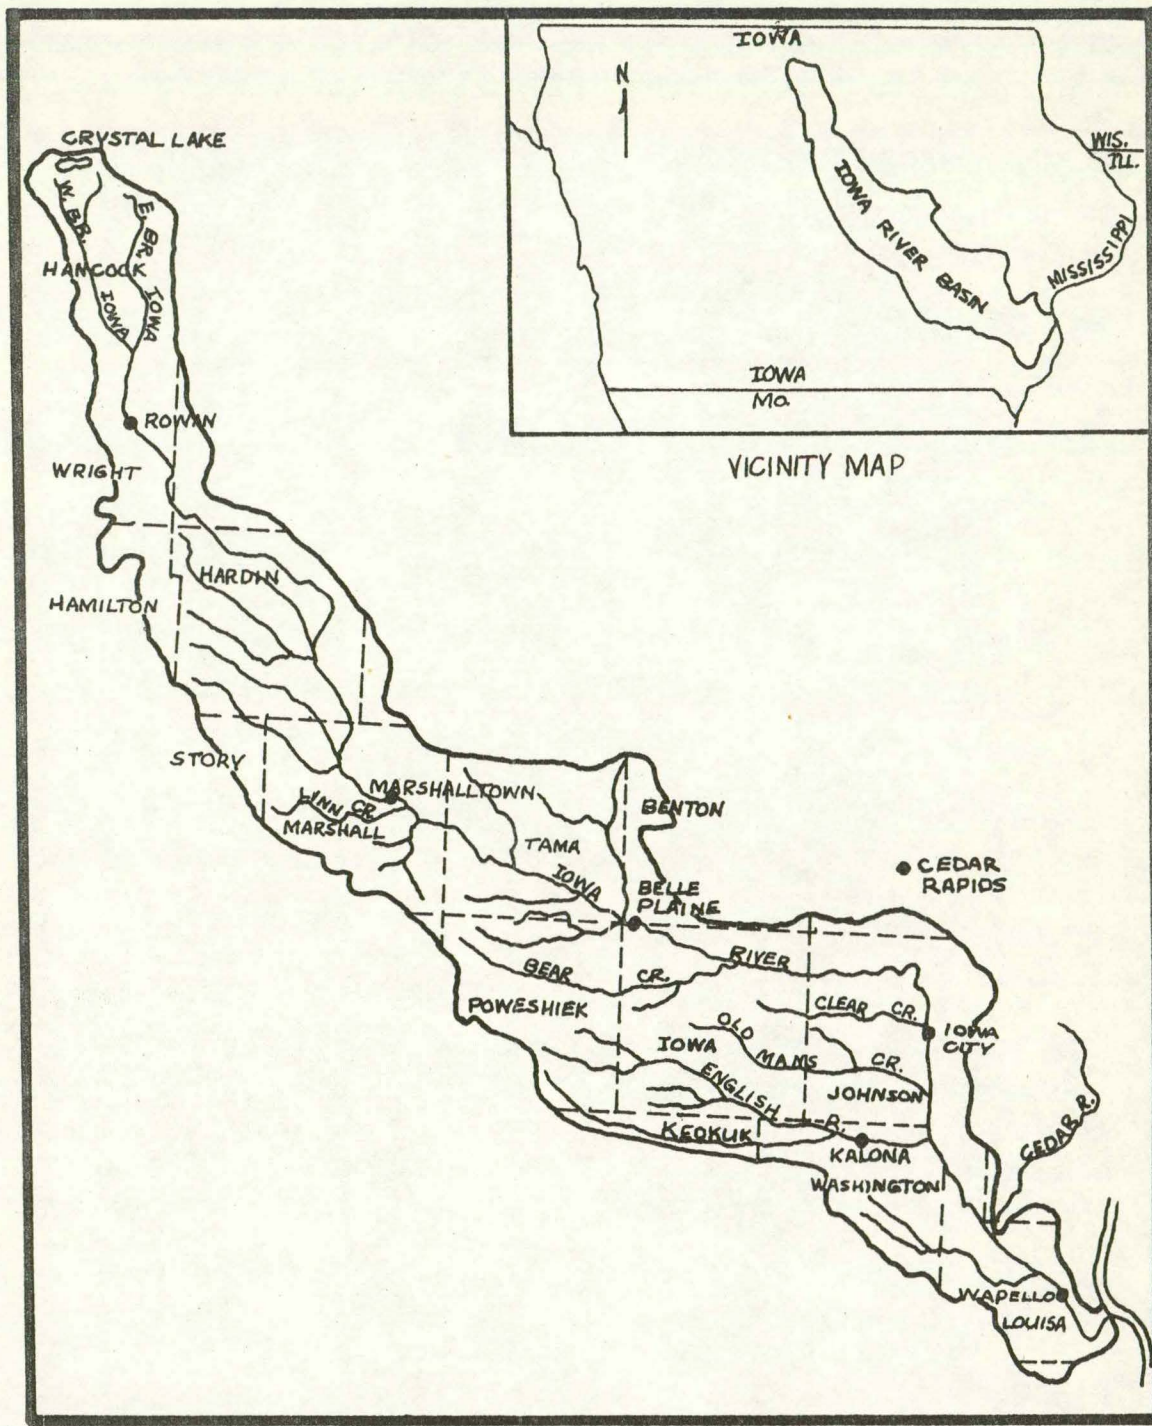 IOWA
N
WIS.
ILL.
IOWA RIVER BASIN
MISSISSIPPI
IOWA
MO.
VICINITY MAP
CRYSTAL LAKE
W. BR.
E. BR.
HANCOCK
IOWA
IOWA
ROWAN
WRIGHT
HARDIN
HAMILTON
STORY
MARSHALLTOWN
LINN CR.
MARSHALL
BENTON
TAMA
IOWA
CEDAR
RAPIDS
BELLE
PLAINE
RIVER
BEAR CR.
POWESHIEK
CLEAR CR.
OLD
MANS CR.
IOWA
CITY
IOWA
ENGLISH R.
JOHNSON
KEOKUK
KALONA
CEDAR R.
WASHINGTON
WAPELLO
LOUISA